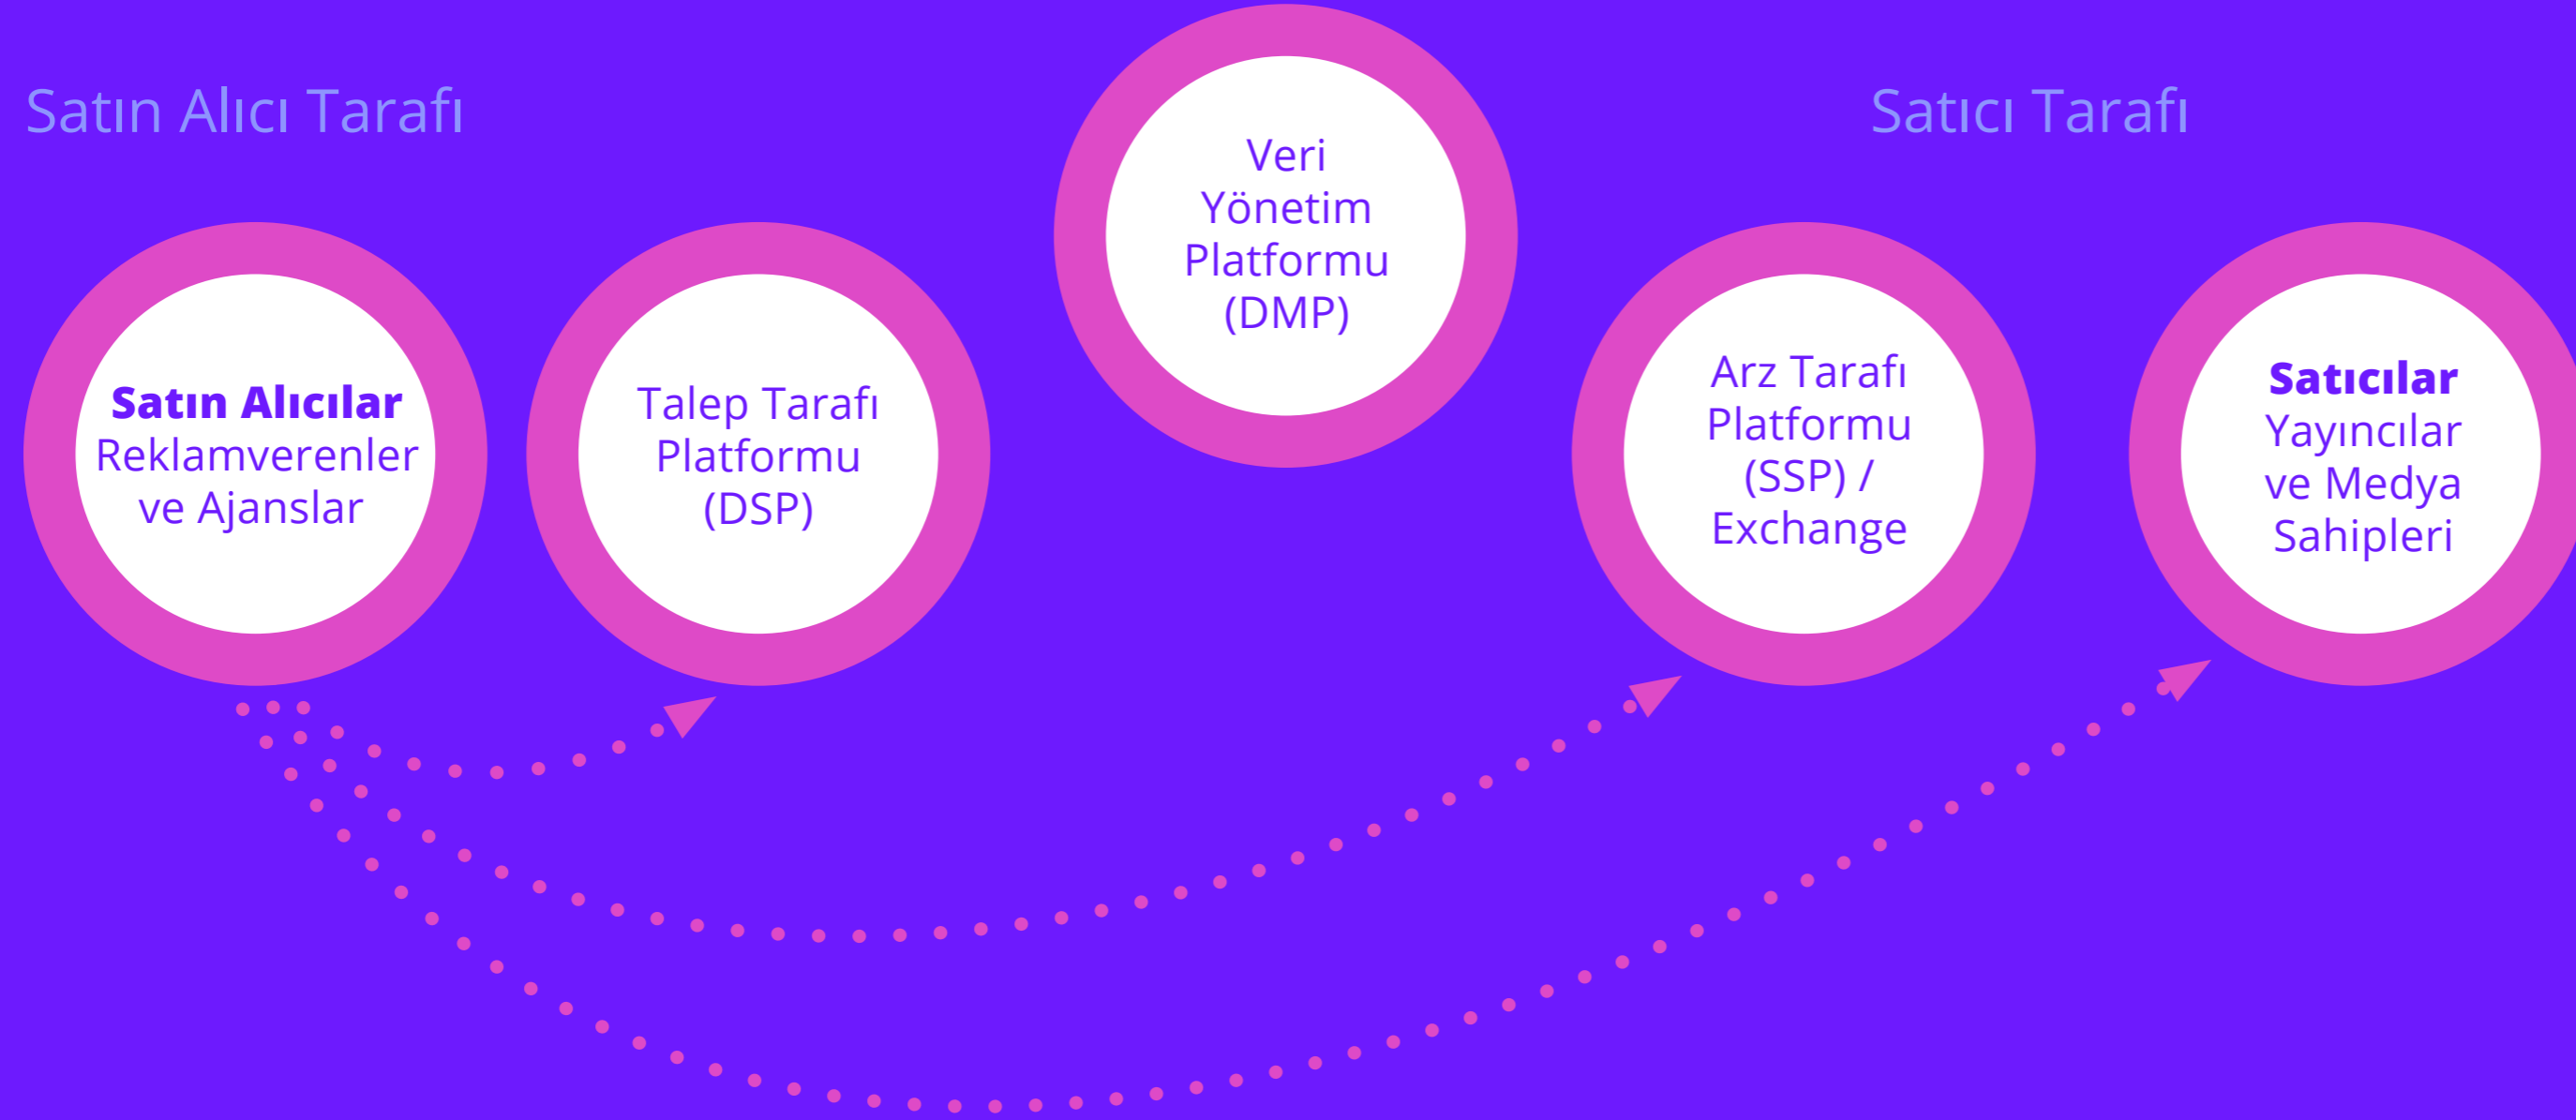 Satın Alıcı Tarafı
Satıcı Tarafı
Satın Alıcılar
Reklamverenler
ve Ajanslar
Talep Tarafı
Platformu
(DSP)
Veri
Yönetim
Platformu
(DMP)
Arz Tarafı
Platformu
(SSP) /
Exchange
Satıcılar
Yayıncılar
ve Medya
Sahipleri